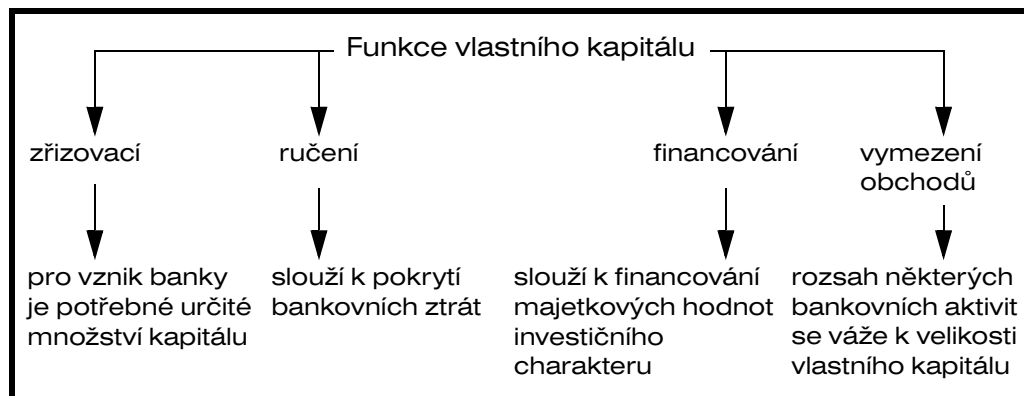 Funkce vlastního kapitálu
zřizovací
ručení
financování
vymezení
obchodů
pro vznik banky
je potřebné určité
množství kapitálu
slouží k pokrytí
bankovních ztrát
slouží k financování
majetkových hodnot
investičního
charakteru
rozsah některých
bankovních aktivit
se váže k velikosti
vlastního kapitálu